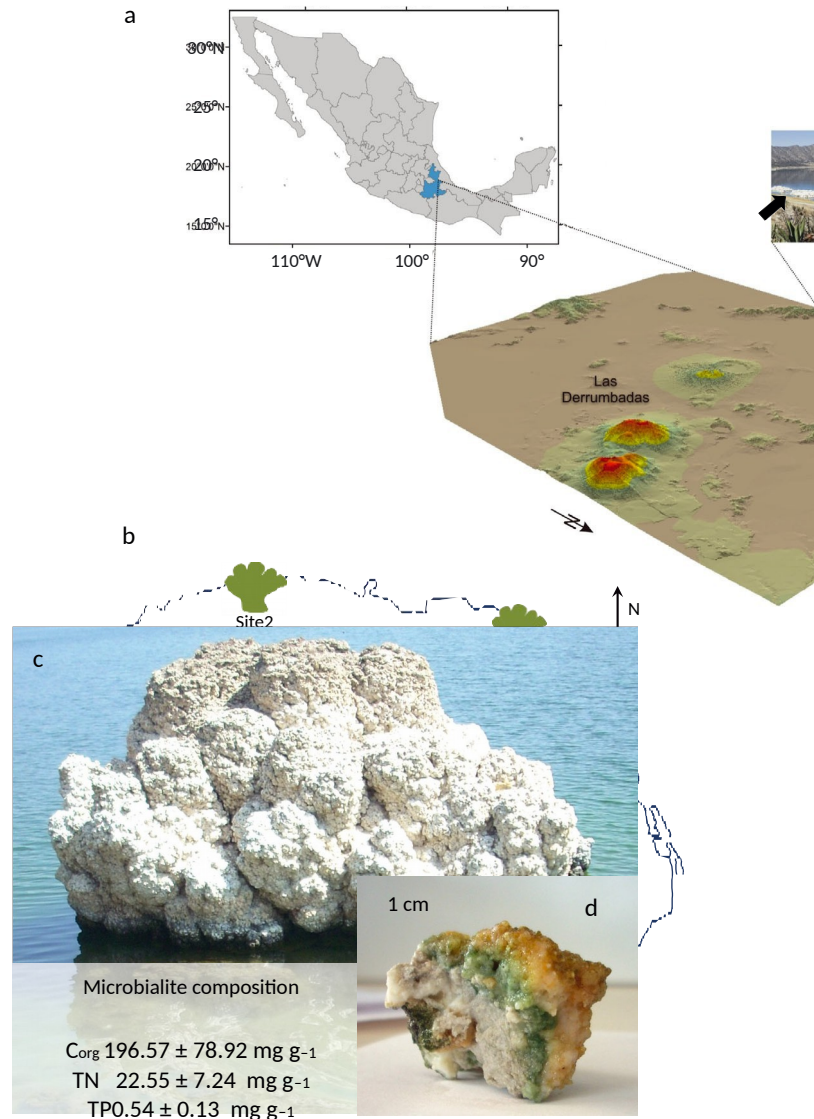 a
30°N
25°
20°
15°
110°W
100°
90°
Las
Derrumbadas
N
b
N
Site2
c
1 cm
d
Microbialite composition
Corg 196.57 ± 78.92 mg g-1
TN 22.55 ± 7.24 mg g-1
TP0.54 ± 0.13 mg g-1